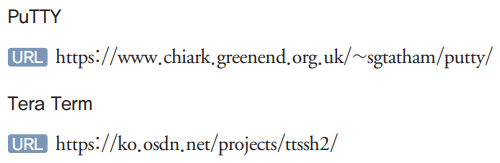 PuTTY
URL https://www.chiark.greenend.org.uk/~sgtatham/putty/
Tera Term
URL https://ko.osdn.net/projects/ttssh2/